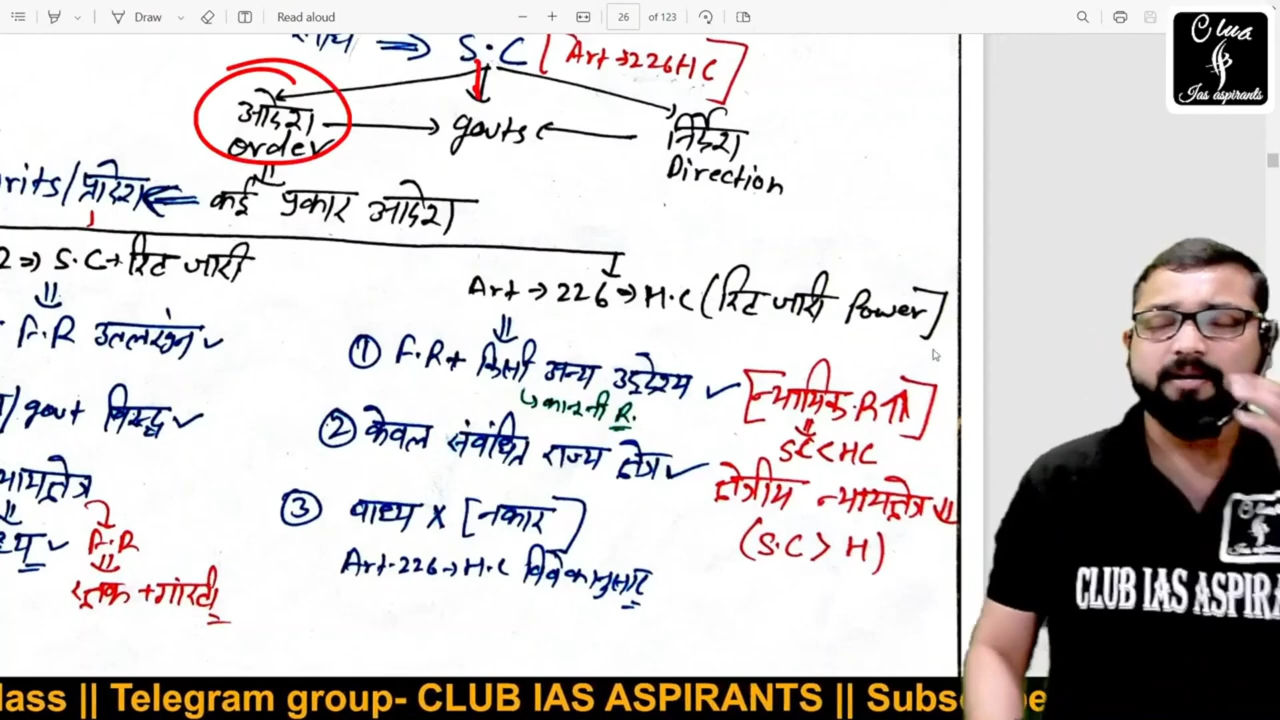 Draw
Read aloud
26 of 123
Club
Ias aspirants
S.C [Art→226HC]
आदेश
order
govts
निर्देश
Direction
writs/प्रादेश कई प्रकार आदेश
2⇒ S.C→रिट जारी
Art→226→H.C (रिट जारी Power]
F.R उल्लंघन ✓
① F.R+ किसी अन्य उद्देश्य ✓
↳कानूनी R.
[न्यायिक.R
SC<HC
/govt विरूद्ध ✓
② केवल संबंधित राज्य क्षेत्र ✓
क्षेत्रीय न्यायक्षेत्र ⇓
(S.C > H)
③ बाध्य X [नकार]
Art.226→H.C विवेकानुसार
F.R
रक्षक +गारंटी
CLUB IAS ASPIRA
lass || Telegram group- CLUB IAS ASPIRANTS || Subs